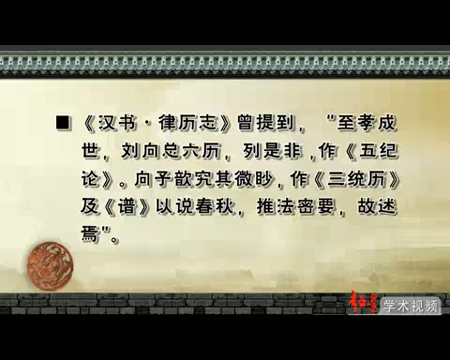 ■《汉书·律历志》曾提到，“至孝成
世，刘向总六历，列是非，作《五纪
论》。向子歆究其微眇，作《三统历》
及《谱》以说春秋，推法密要，故述
焉”。
学术视频